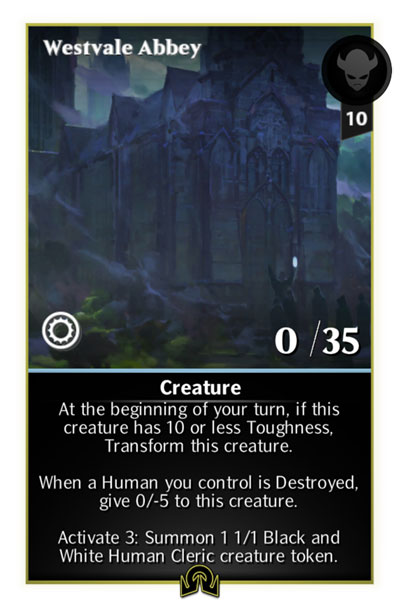 Westvale Abbey
10
0 / 35
Creature
At the beginning of your turn, if this
creature has 10 or less Toughness,
Transform this creature.
When a Human you control is Destroyed,
give 0/-5 to this creature.
Activate 3: Summon 1 1/1 Black and
White Human Cleric creature token.